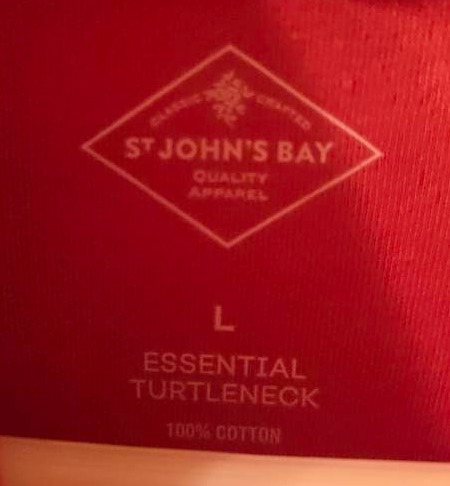 CLASSIC CRAFTED
ST JOHN'S BAY
QUALITY
APPAREL
L
ESSENTIAL
TURTLENECK
100% COTTON